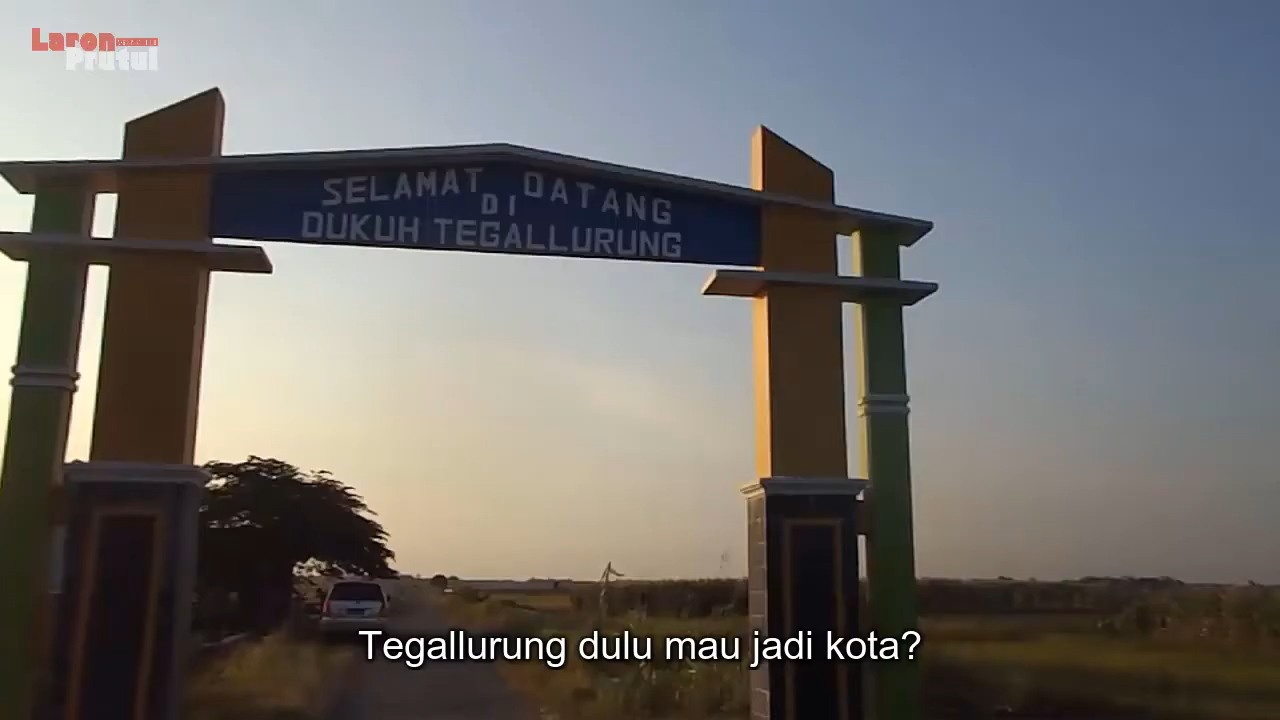 Laron
Prutul
SELAMAT DATANG
DI
DUKUH TEGALLURUNG
Tegallurung dulu mau jadi kota?